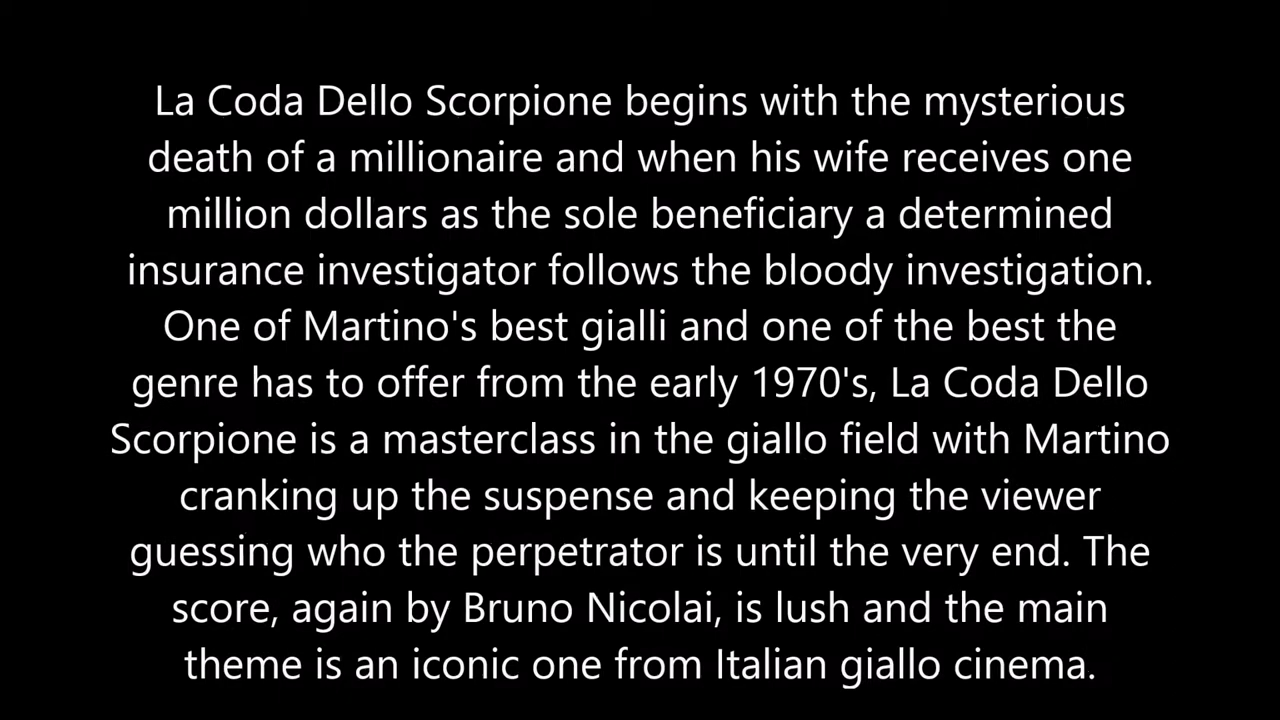 La Coda Dello Scorpione begins with the mysterious
death of a millionaire and when his wife receives one
million dollars as the sole beneficiary a determined
insurance investigator follows the bloody investigation.
One of Martino's best gialli and one of the best the
genre has to offer from the early 1970's, La Coda Dello
Scorpione is a masterclass in the giallo field with Martino
cranking up the suspense and keeping the viewer
guessing who the perpetrator is until the very end. The
score, again by Bruno Nicolai, is lush and the main
theme is an iconic one from Italian giallo cinema.